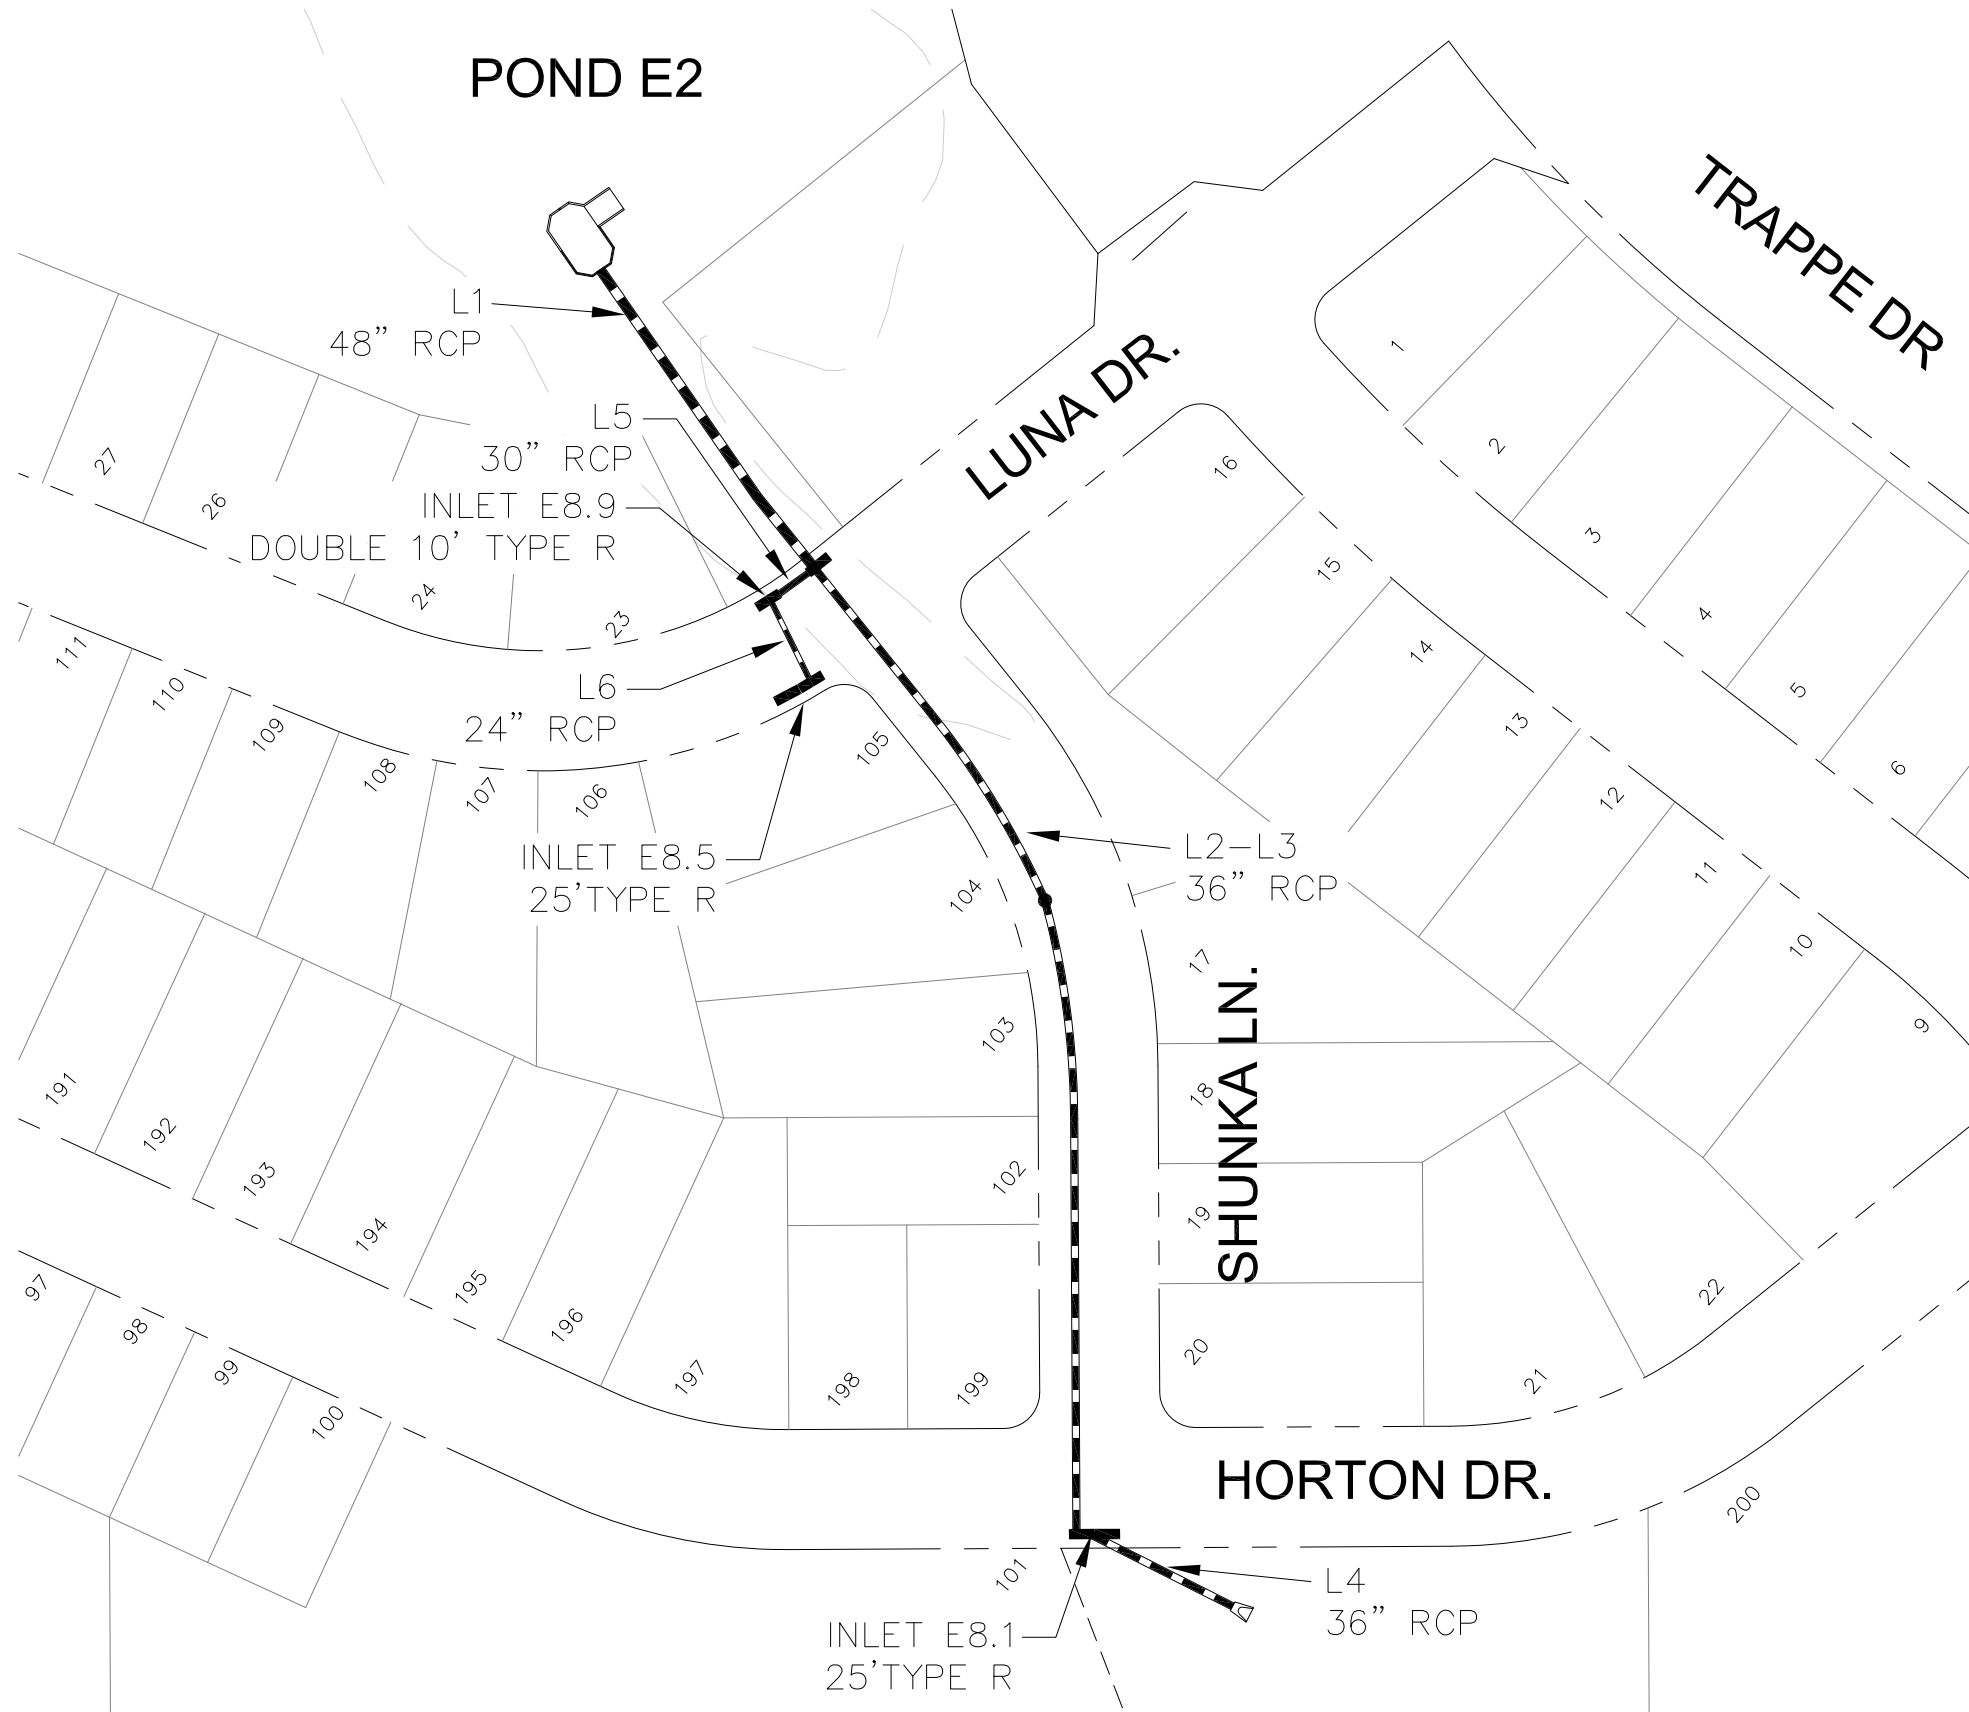 POND E2
TRAPPE DR
L1
48” RCP
LUNA DR.
L5
30” RCP
INLET E8.9
DOUBLE 10’ TYPE R
L6
24” RCP
INLET E8.5
25’TYPE R
L2-L3
36” RCP
SHUNKA LN.
HORTON DR.
L4
36” RCP
INLET E8.1
25’TYPE R
1
2
3
4
5
6
16
15
14
13
12
11
10
9
27
26
24
23
111
110
109
108
107
106
105
104
103
102
17
18
19
20
21
22
191
192
193
194
195
196
197
198
199
97
98
99
100
101
200